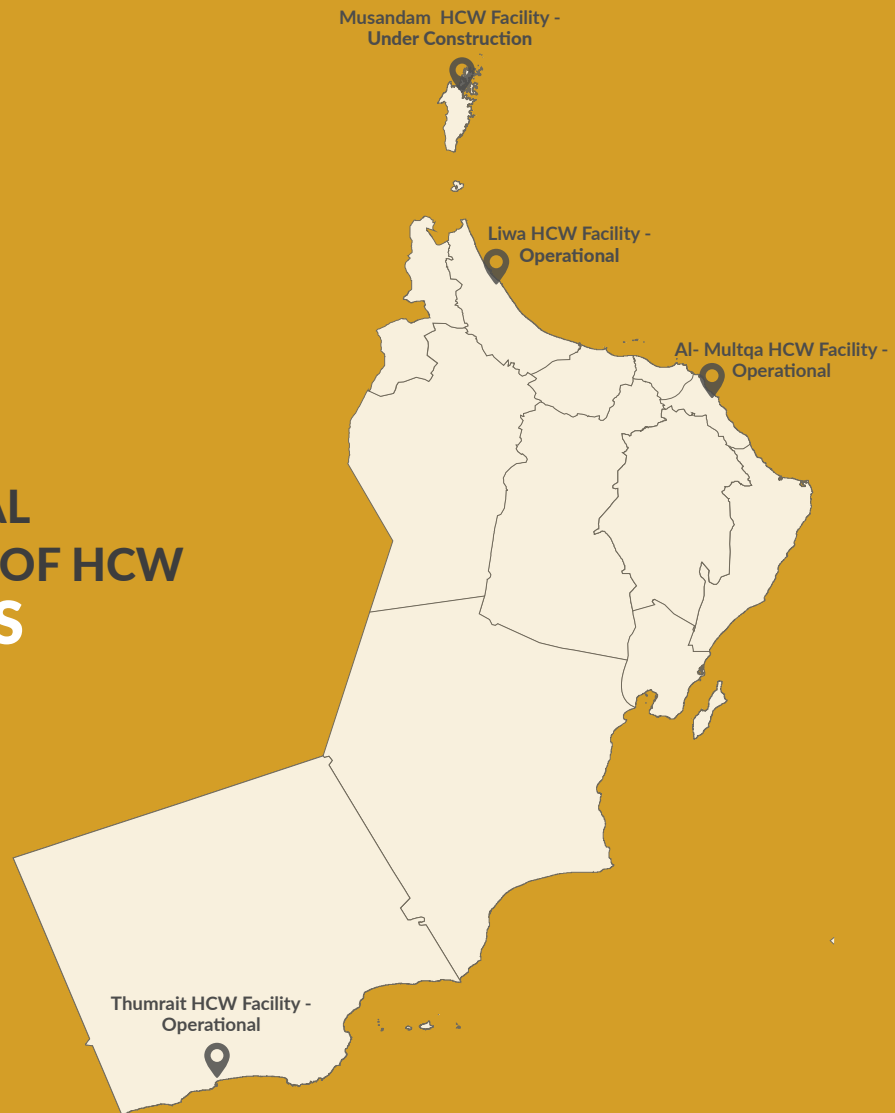 Musandam HCW Facility -
Under Construction
Liwa HCW Facility -
Operational
Al- Multqa HCW Facility -
Operational
AL
OF HCW
S
Thumrait HCW Facility -
Operational